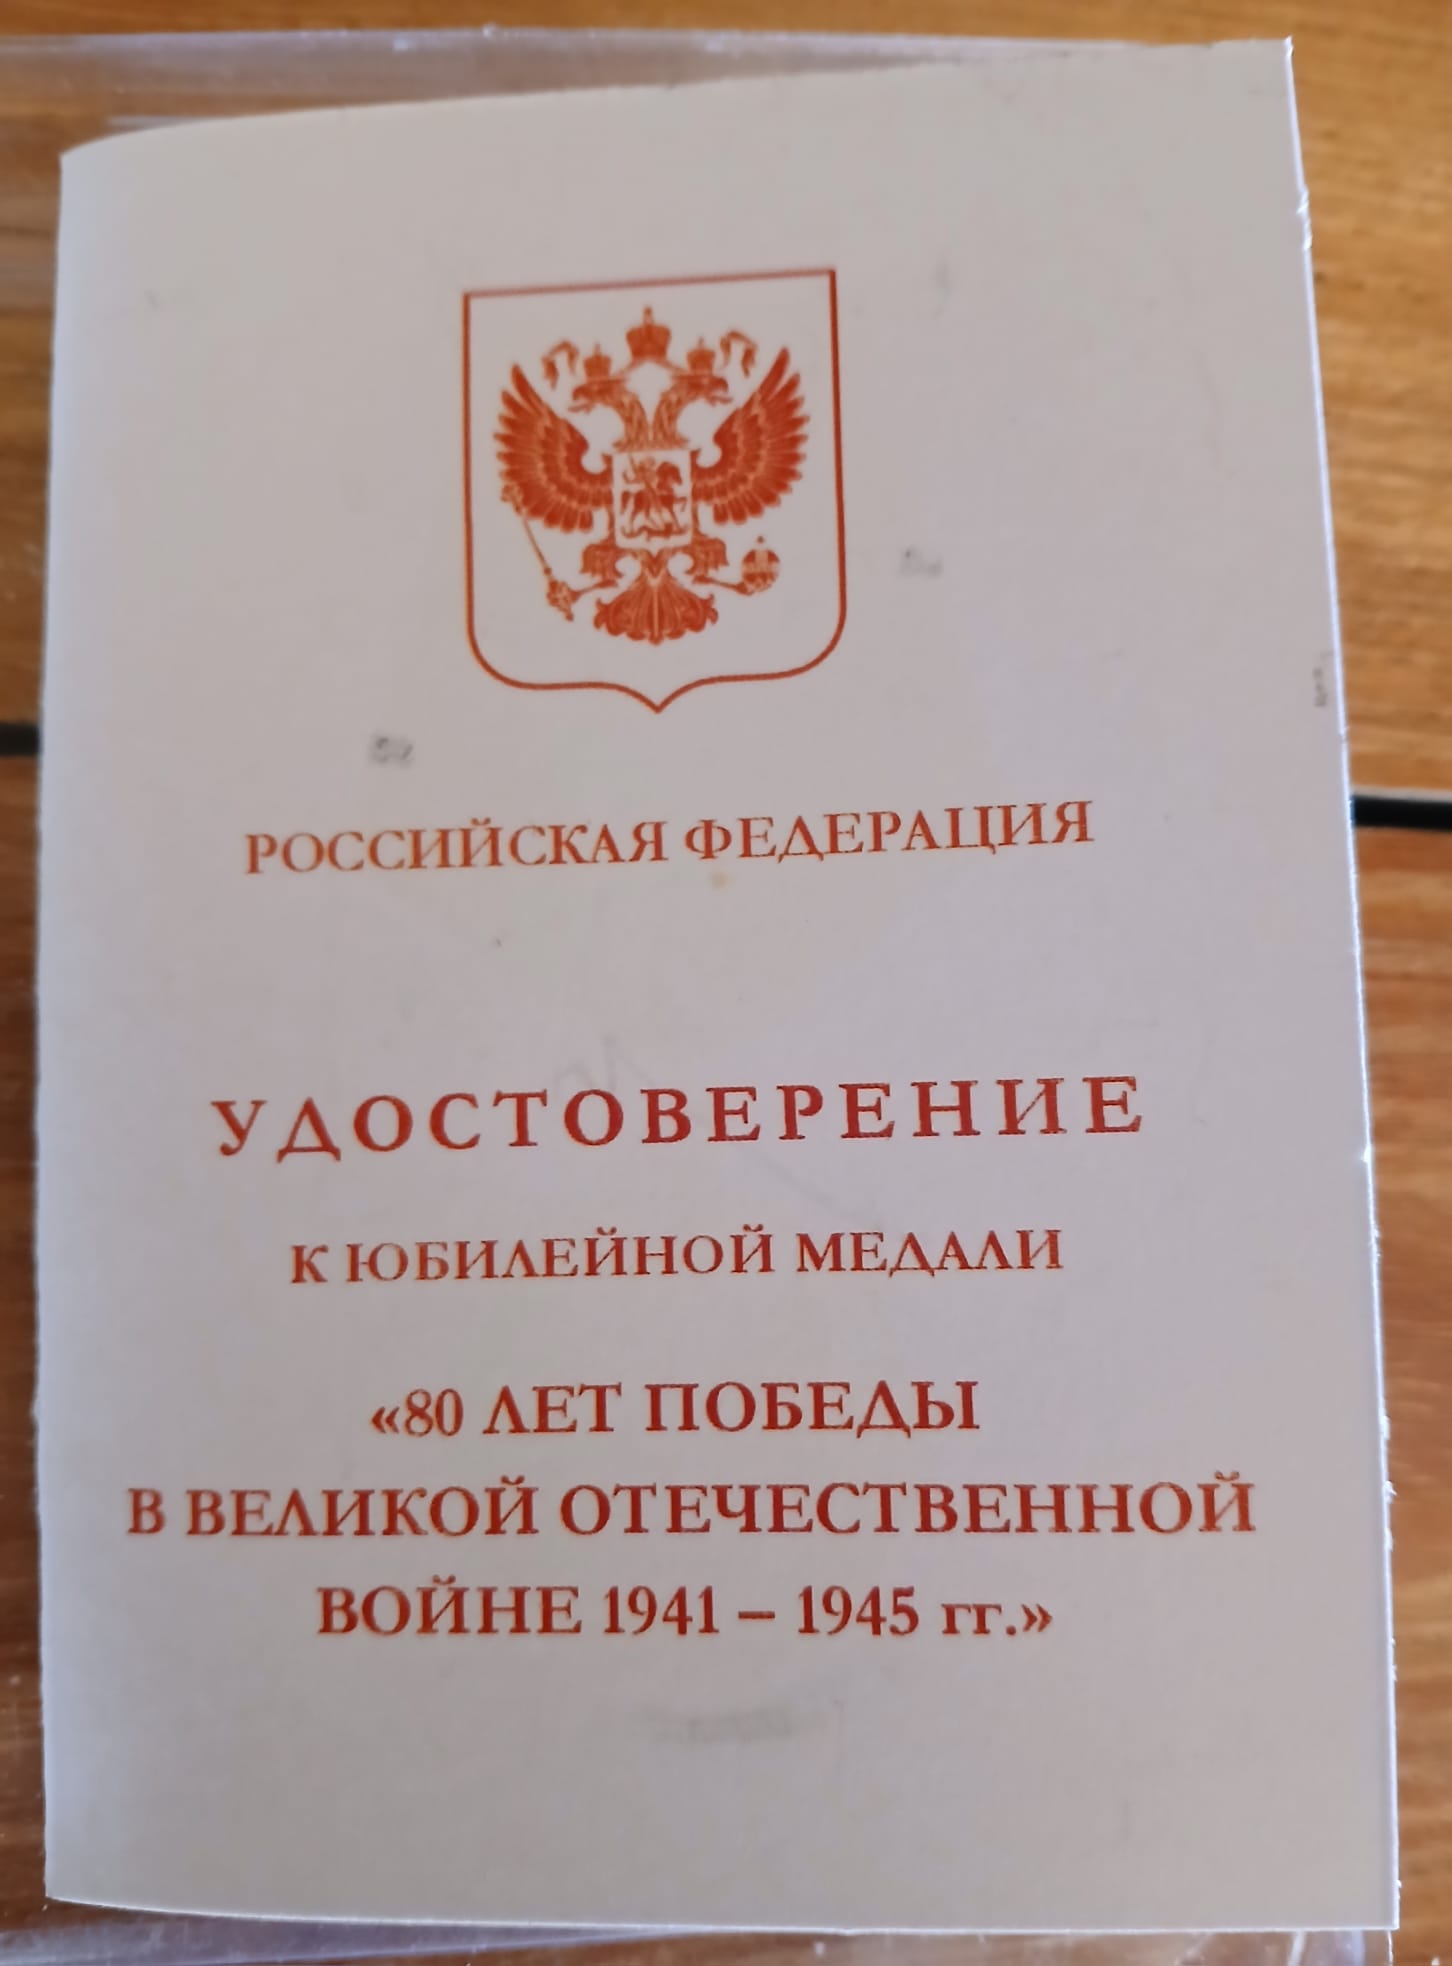 РОССИЙСКАЯ ФЕДЕРАЦИЯ
УДОСТОВЕРЕНИЕ
К ЮБИЛЕЙНОЙ МЕДАЛИ
«80 ЛЕТ ПОБЕДЫ
В ВЕЛИКОЙ ОТЕЧЕСТВЕННОЙ
ВОЙНЕ 1941 – 1945 гг.»